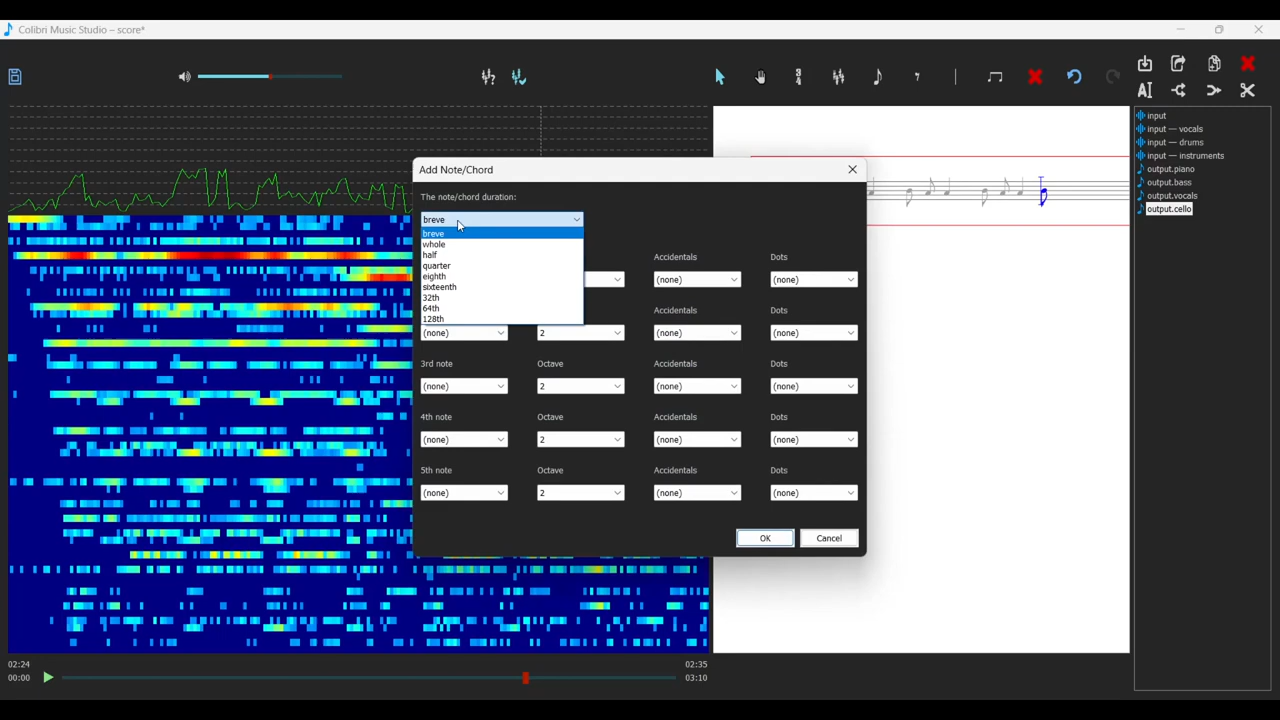 Colibri Music Studio – score*
input
input — vocals
input — drums
input — instruments
output.piano
output.bass
output.vocals
output.cello
Add Note/Chord
The note/chord duration:
breve
breve
whole
half
quarter
eighth
sixteenth
32th
64th
128th
Accidentals Dots
(none) (none)
Accidentals Dots
(none) 2 (none) (none)
3rd note Octave Accidentals Dots
(none) 2 (none) (none)
4th note Octave Accidentals Dots
(none) 2 (none) (none)
5th note Octave Accidentals Dots
(none) 2 (none) (none)
OK Cancel
02:24 02:35
00:00 03:10